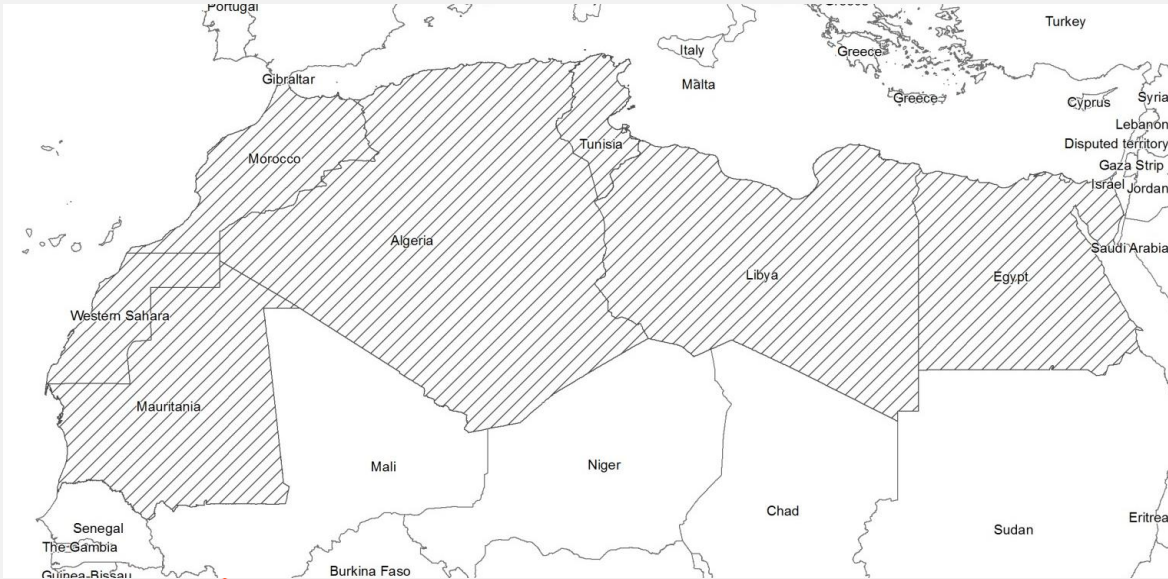 Portugal
Greece
Turkey
Italy
Greece
Gibraltar
Malta
Greece
Cyprus
Syria
Lebanon
Tunisia
Disputed territory
Morocco
Gaza Strip
Israel
Jordan
Algeria
Saudi Arabia
Libya
Egypt
Western Sahara
Mauritania
Mali
Niger
Chad
Senegal
Sudan
Eritrea
The Gambia
Burkina Faso
Guinea-Bissau